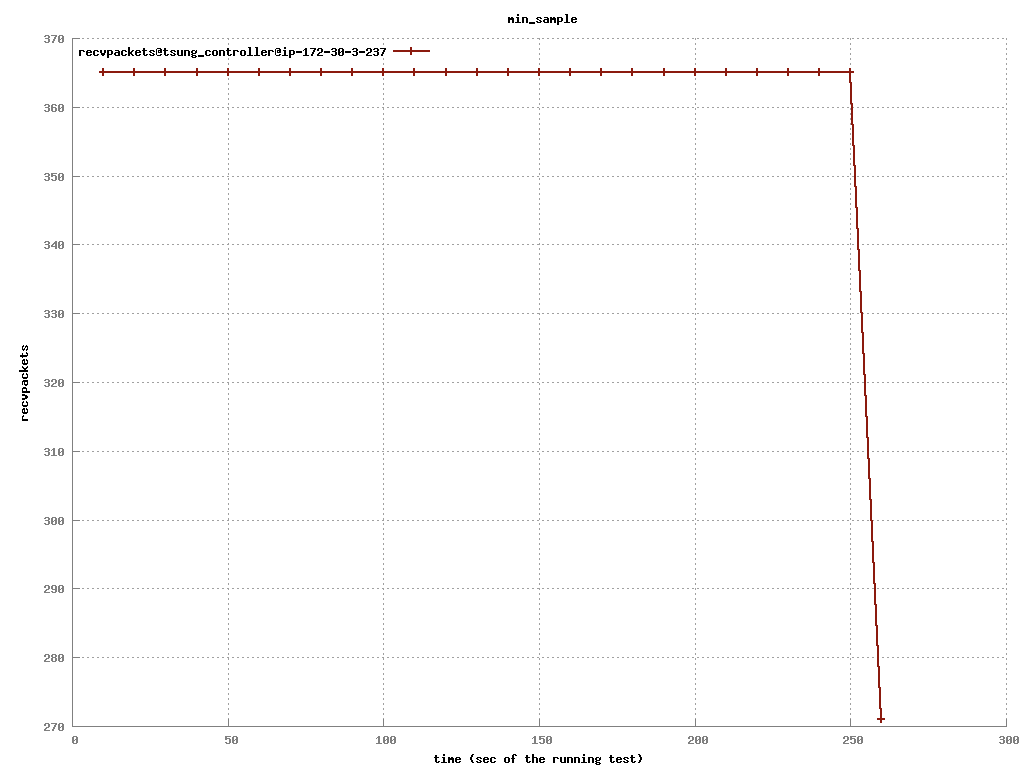 min_sample
370
recvpackets@tsung_controller@ip-172-30-3-237
360
350
340
330
320
310
300
290
280
270
recvpackets
0 50 100 150 200 250 300
time (sec of the running test)